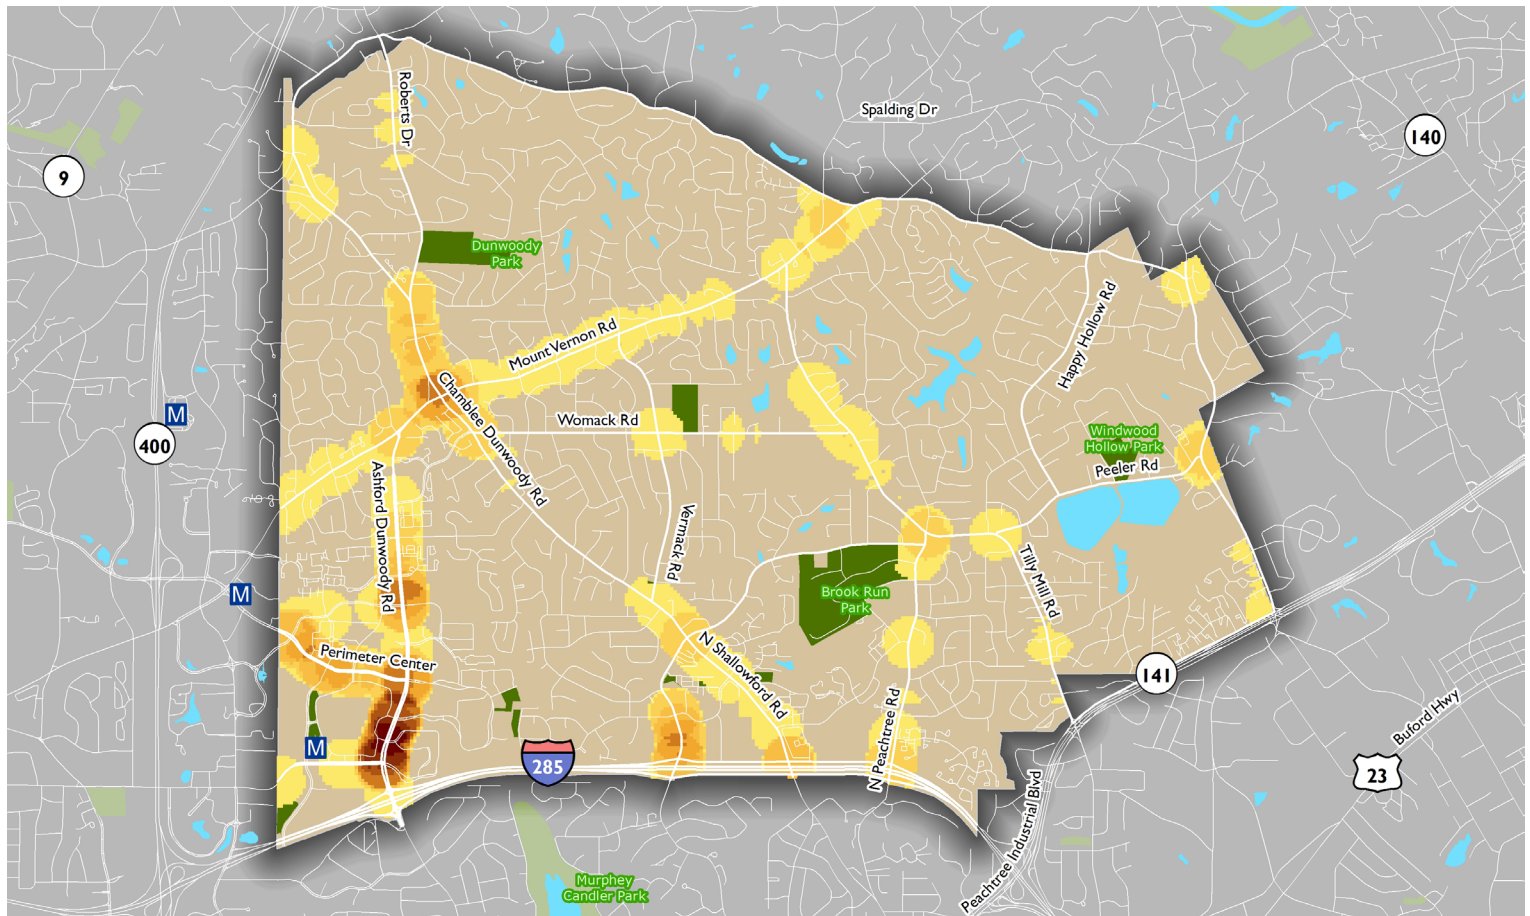 Roberts Dr
Spalding Dr
140
9
Dunwoody
Park
Happy Hollow Rd
Mount Vernon Rd
Chamblee Dunwoody Rd
Womack Rd
M
400
Windwood
Hollow Park
Peeler Rd
Ashford Dunwoody Rd
Vermack Rd
Tilly Mill Rd
M
Brook Run
Park
Perimeter Center
N Shallowford Rd
141
N Peachtree Rd
Buford Hwy
M
285
23
Peachtree Industrial Blvd
Murphey
Candler Park